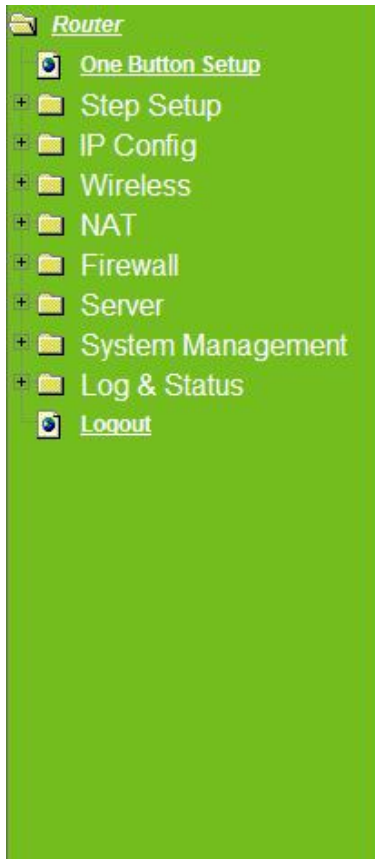 Router
One Button Setup
Step Setup
IP Config
Wireless
NAT
Firewall
Server
System Management
Log & Status
Logout